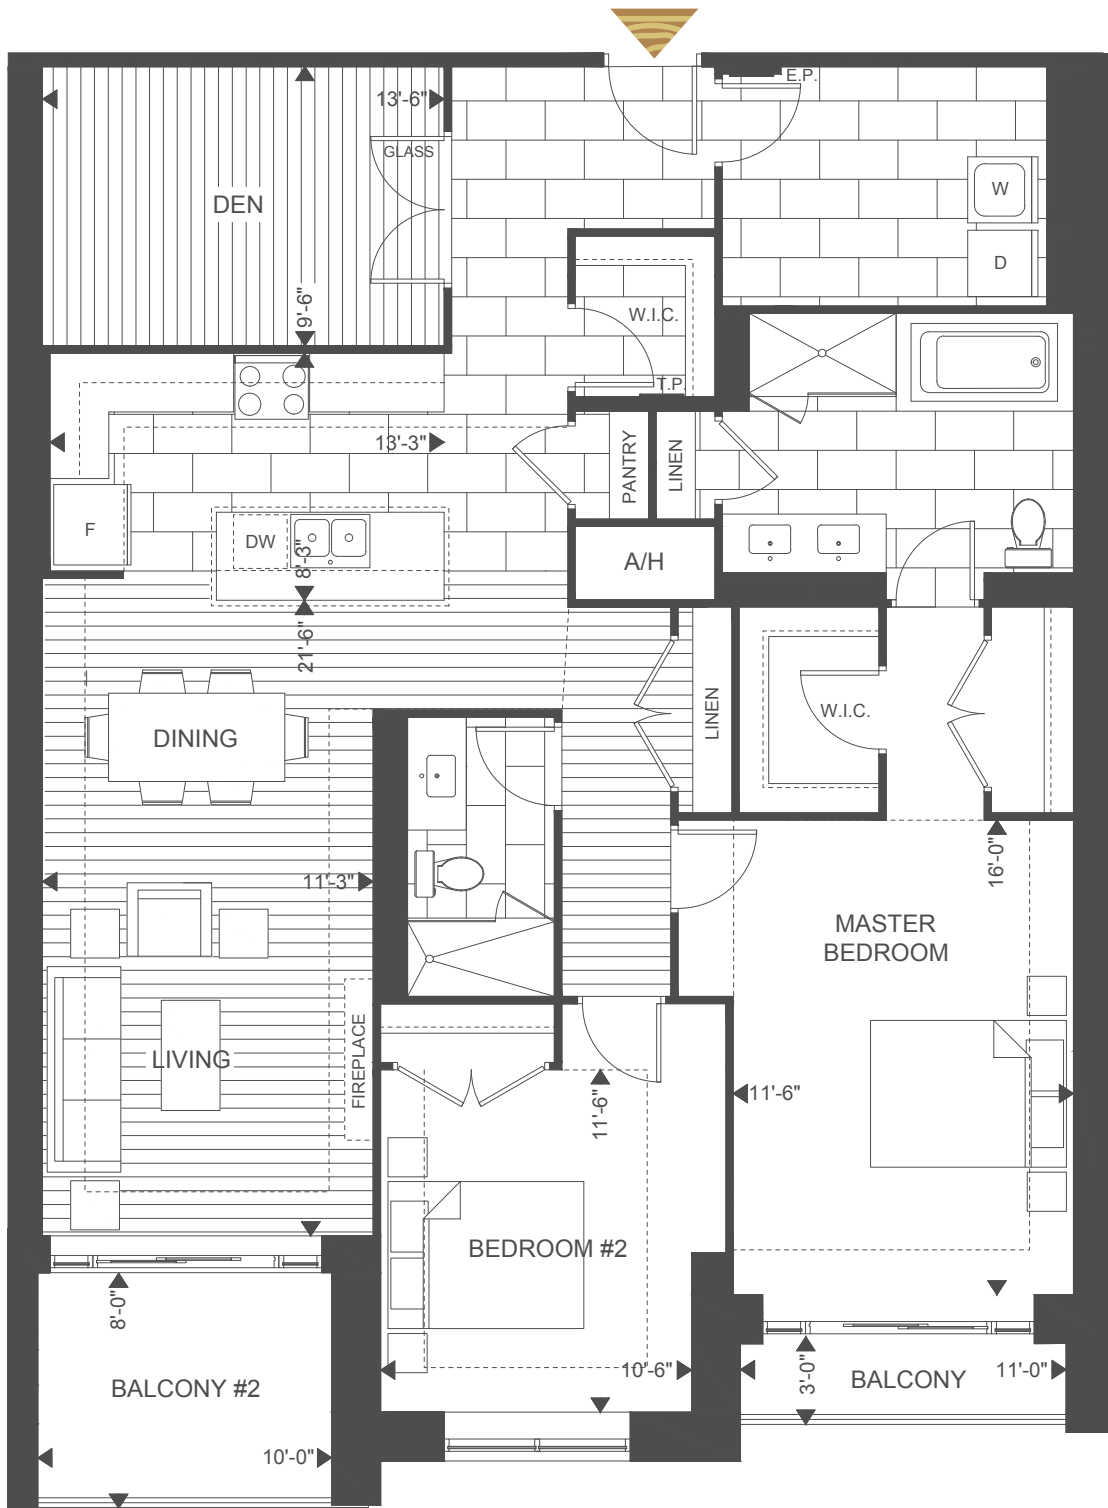 E.P.
13'-6"
GLASS
W
DEN
D
9'-6"
W.I.C.
T.P.
13'-3"
PANTRY
LINEN
F
DW
8'-3"
A/H
21'-6"
LINEN
W.I.C.
DINING
16'-0"
11'-3"
MASTER
BEDROOM
FIREPLACE
LIVING
11'-6"
11'-6"
BEDROOM #2
8'-0"
10'-6"
3'-0"
11'-0"
BALCONY
BALCONY #2
10'-0"